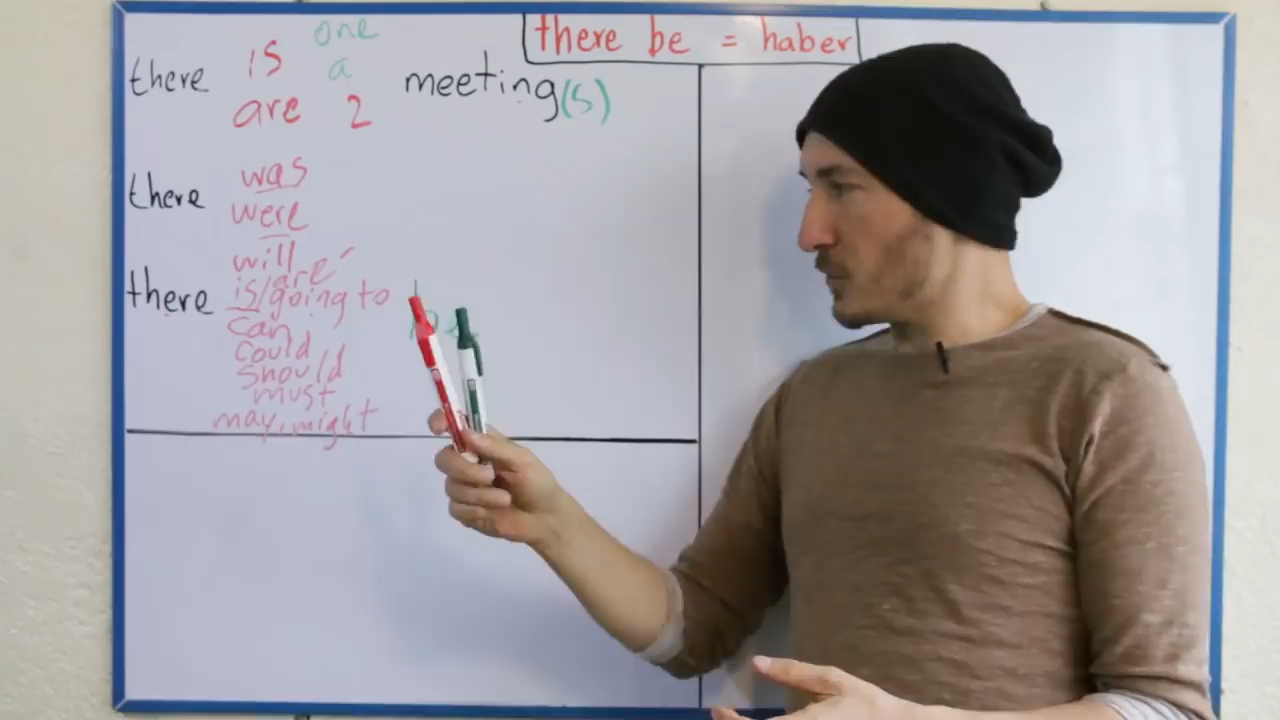 there be = haber
one
there is a meeting(s)
are 2
there was
were
will
are
there is/going to
can
could
should
must
may, might